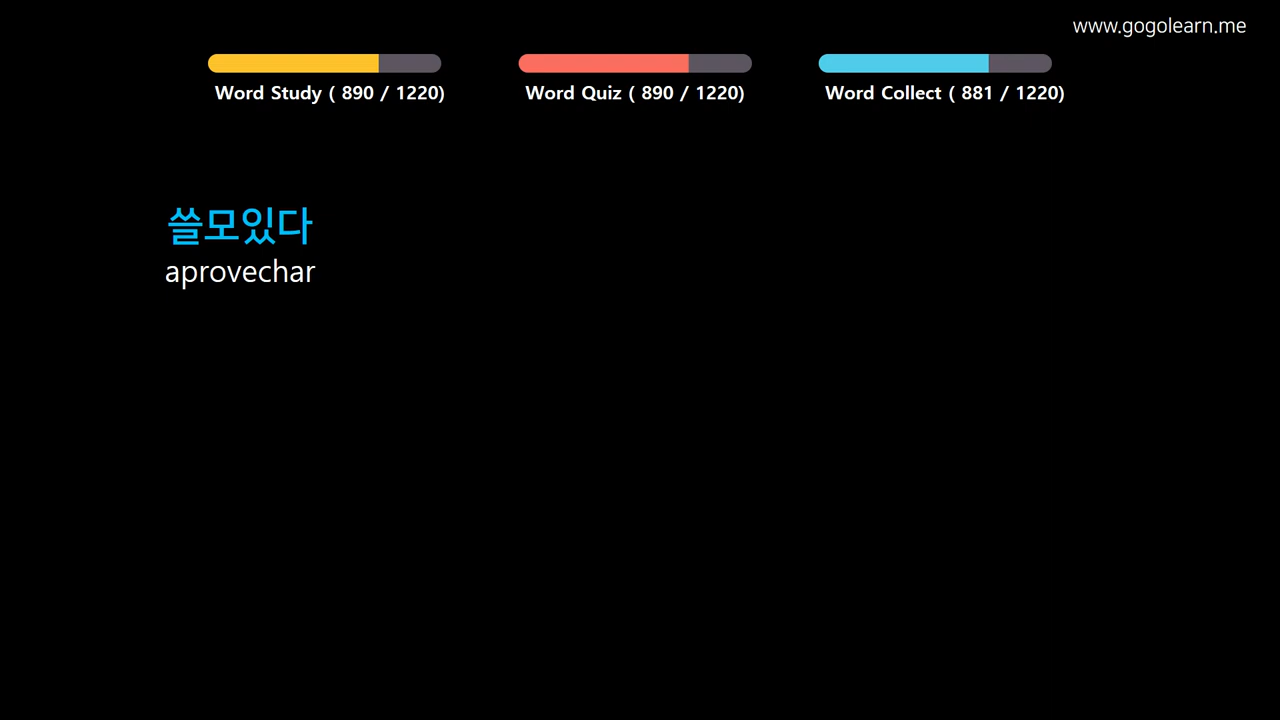 www.gogolearn.me
Word Study ( 890 / 1220)
Word Quiz ( 890 / 1220)
Word Collect ( 881 / 1220)
쓸모있다
aprovechar